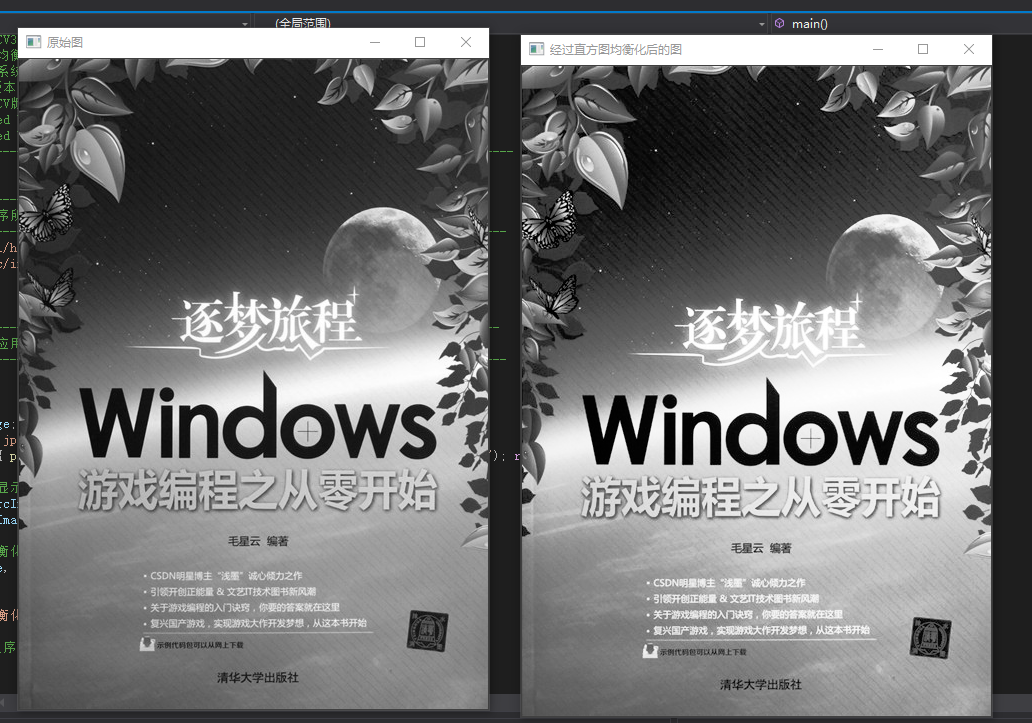 (全局范围)
main()
原始图
逐梦旅程
Windows
游戏编程之从零开始
毛星云 编著
• CSDN明星博主“浅墨”诚心倾力之作
• 引领开创正能量 & 文艺IT技术图书新风潮
• 关于游戏编程的入门诀窍，你要的答案就在这里
• 复兴国产游戏，实现游戏大作开发梦想，从这本书开始
示例代码包可以从网上下载
清华大学出版社
经过直方图均衡化后的图
逐梦旅程
Windows
游戏编程之从零开始
毛星云 编著
• CSDN明星博主“浅墨”诚心倾力之作
• 引领开创正能量 & 文艺IT技术图书新风潮
• 关于游戏编程的入门诀窍，你要的答案就在这里
• 复兴国产游戏，实现游戏大作开发梦想，从这本书开始
示例代码包可以从网上下载
清华大学出版社